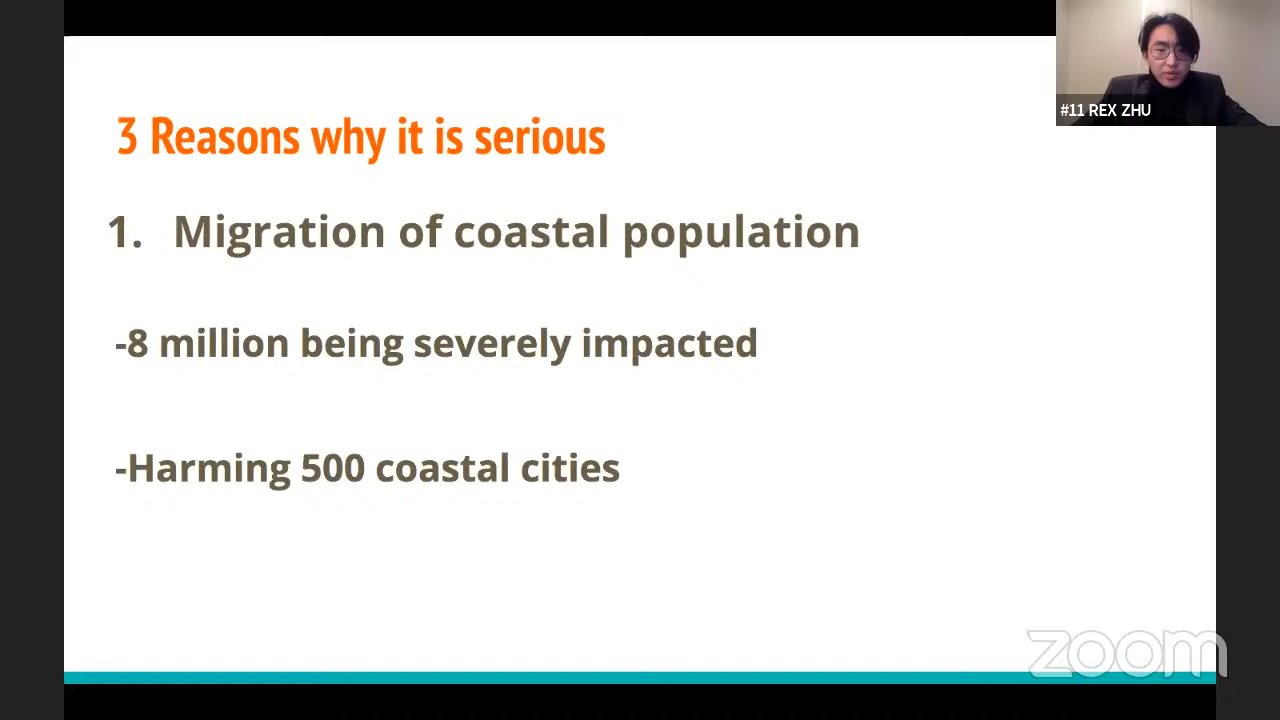 3 Reasons why it is serious
1. Migration of coastal population
-8 million being severely impacted
-Harming 500 coastal cities
#11 REX ZHU
zoom